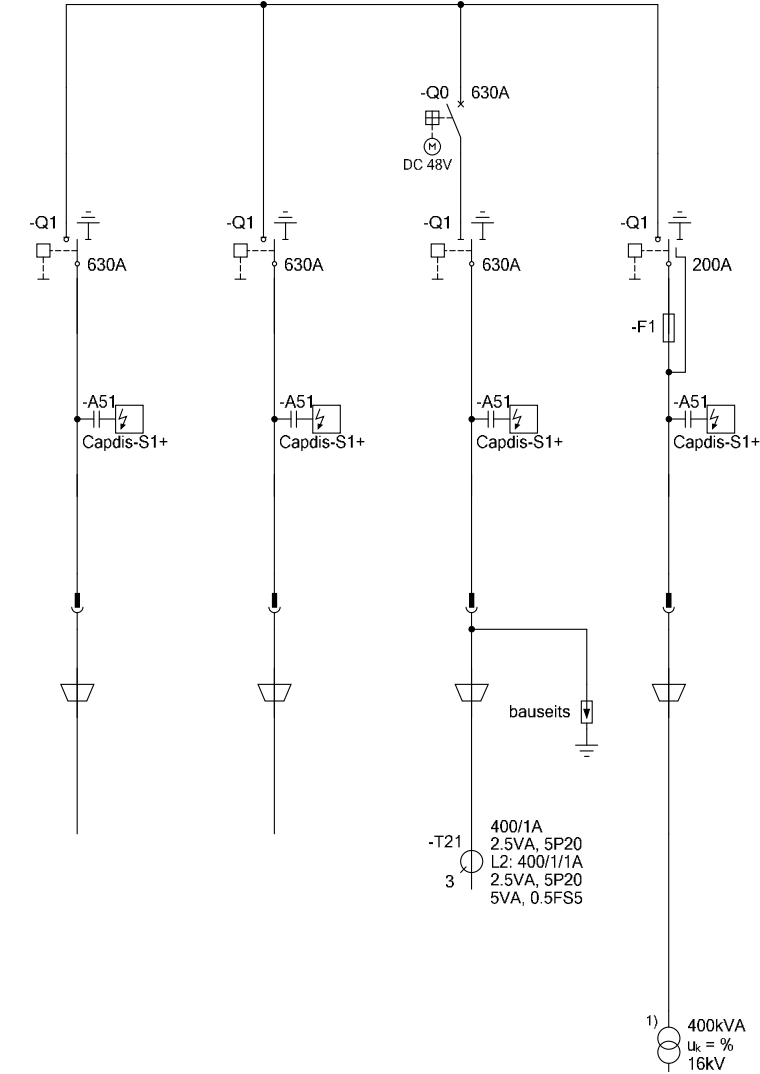 -Q0 630A
M
DC 48V
-Q1
630A
-Q1
630A
-Q1
630A
-Q1
200A
-F1
-A51
Capdis-S1+
-A51
Capdis-S1+
-A51
Capdis-S1+
-A51
Capdis-S1+
bauseits
-T21
3
400/1A
2.5VA, 5P20
L2: 400/1/1A
2.5VA, 5P20
5VA, 0.5FS5
1)
400kVA
uₖ = %
16kV